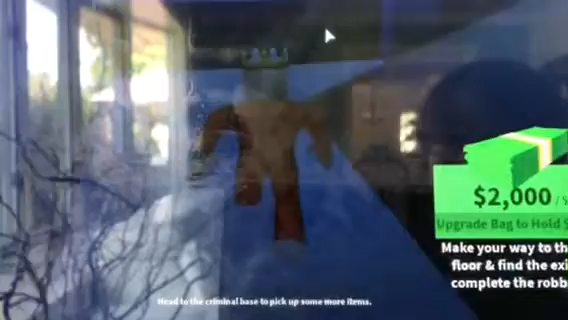 $2,000 /
Upgrade Bag to Hold
Make your way to th
floor & find the exi
complete the robb
Head to the criminal base to pick up some more items.